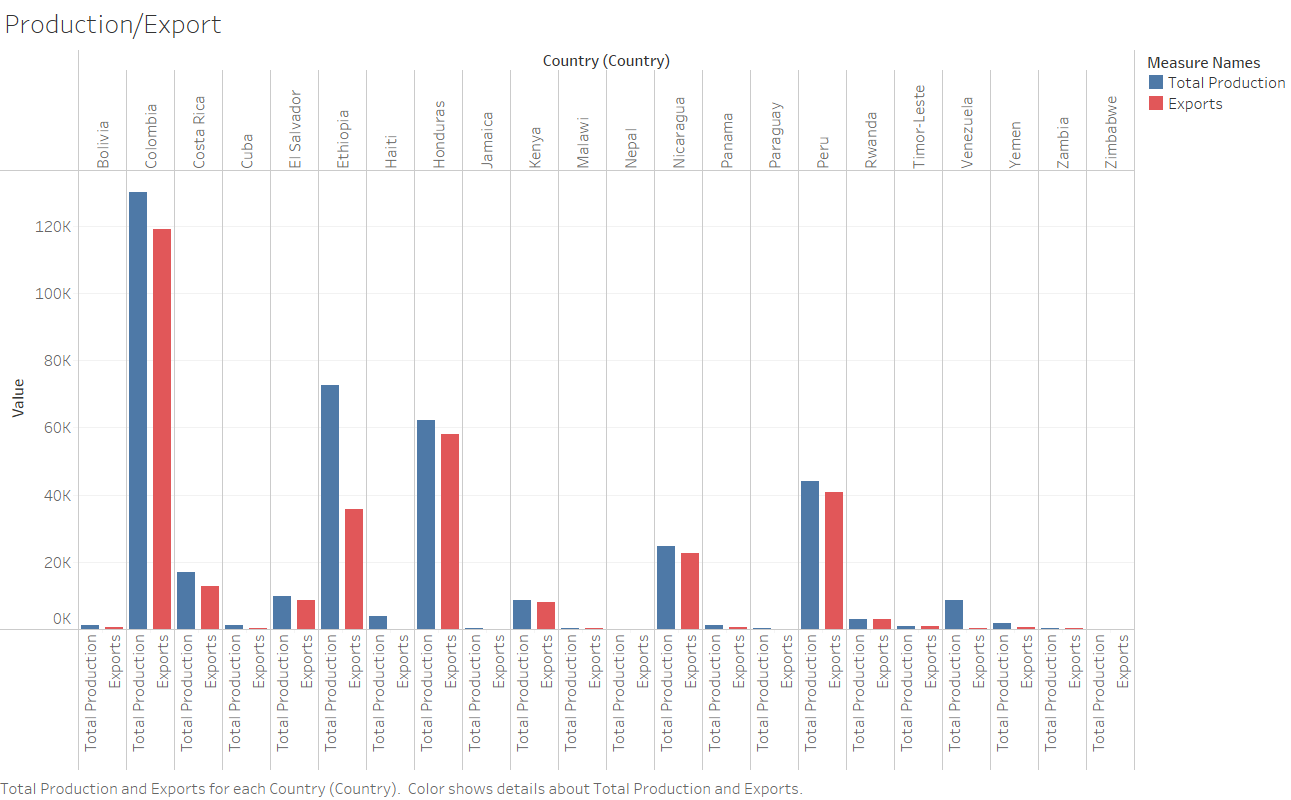 Production/Export
Country (Country)
Measure Names
Total Production
Exports
Bolivia
Colombia
Costa Rica
Cuba
El Salvador
Ethiopia
Haiti
Honduras
Jamaica
Kenya
Malawi
Nepal
Nicaragua
Panama
Paraguay
Peru
Rwanda
Timor-Leste
Venezuela
Yemen
Zambia
Zimbabwe
Value
120K
100K
80K
60K
40K
20K
0K
Total Production
Exports
Total Production
Exports
Total Production
Exports
Total Production
Exports
Total Production
Exports
Total Production
Exports
Total Production
Exports
Total Production
Exports
Total Production
Exports
Total Production
Exports
Total Production
Exports
Total Production
Exports
Total Production
Exports
Total Production
Exports
Total Production
Exports
Total Production
Exports
Total Production
Exports
Total Production
Exports
Total Production
Exports
Total Production
Exports
Total Production
Exports
Total Production
Exports
Total Production and Exports for each Country (Country).  Color shows details about Total Production and Exports.